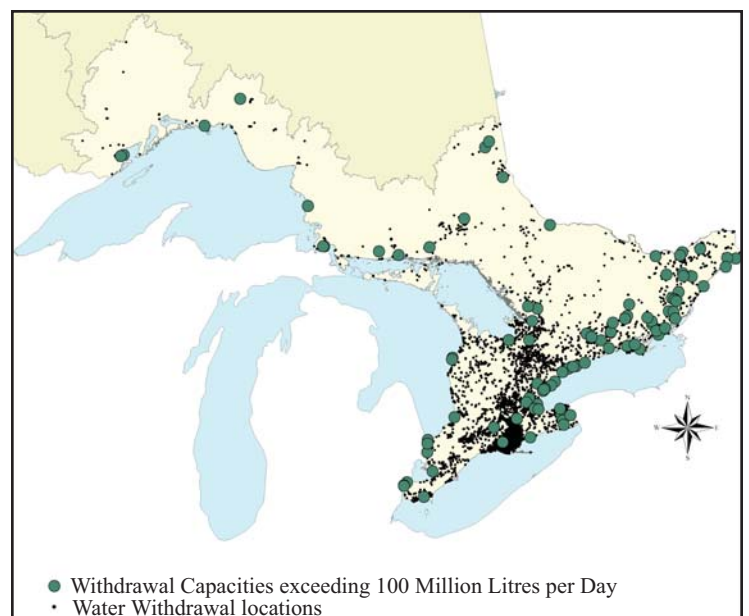 N
W E
S
Withdrawal Capacities exceeding 100 Million Litres per Day
Water Withdrawal locations